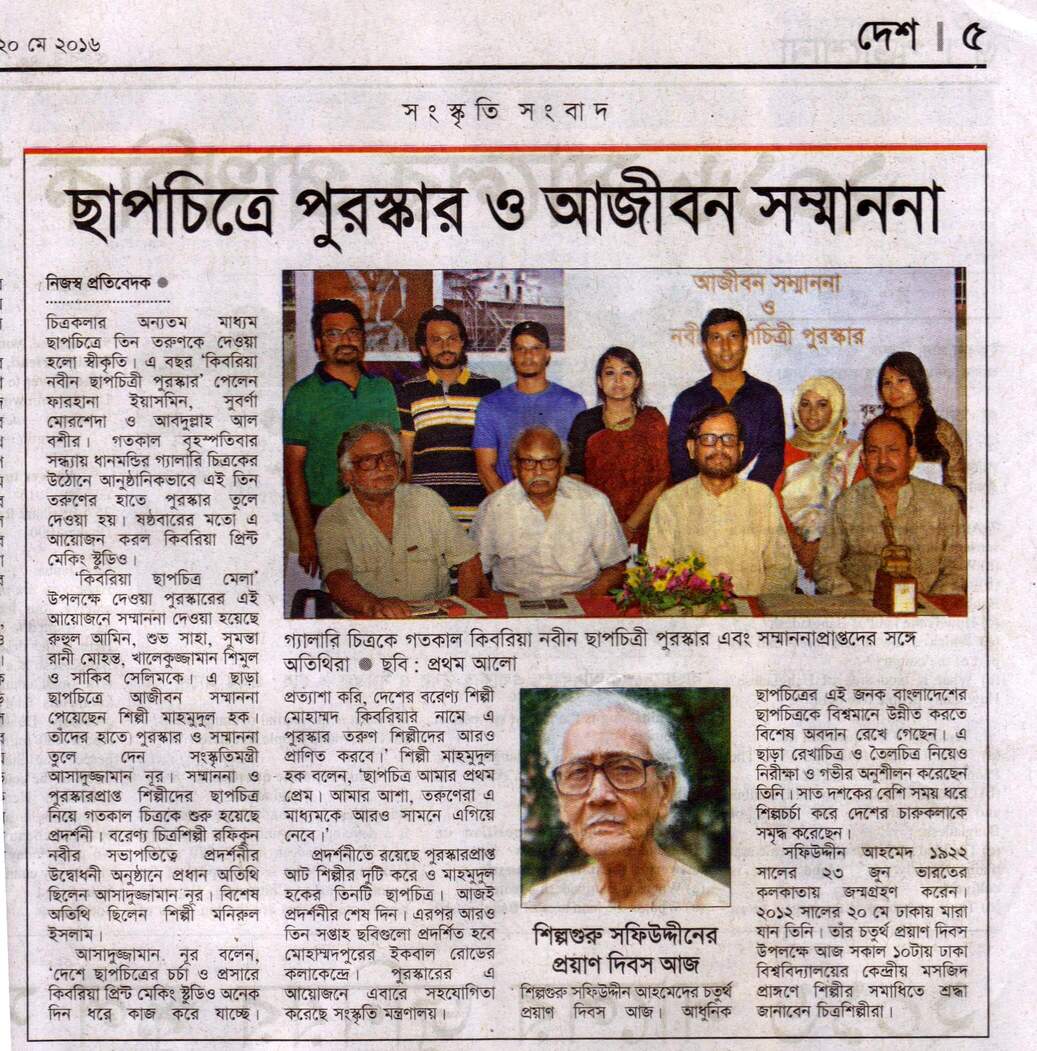 ২০ মে ২০১৬
দেশ | ৫
সংস্কৃতি সংবাদ
ছাপচিত্রে পুরস্কার ও আজীবন সম্মাননা
নিজস্ব প্রতিবেদক ●
চিত্রকলার অন্যতম মাধ্যম
ছাপচিত্রে তিন তরুণকে দেওয়া
হলো স্বীকৃতি। এ বছর ‘কিবরিয়া
নবীন ছাপচিত্রী পুরস্কার’ পেলেন
ফারহানা ইয়াসমিন, সুবর্ণা
মোরশেদা ও আবদুল্লাহ আল
বশীর। গতকাল বৃহস্পতিবার
সন্ধ্যায় ধানমন্ডির গ্যালারি চিত্রকের
উঠোনে আনুষ্ঠানিকভাবে এই তিন
তরুণের হাতে পুরস্কার তুলে
দেওয়া হয়। ষষ্ঠবারের মতো এ
আয়োজন করল কিবরিয়া প্রিন্ট
মেকিং স্টুডিও।
‘কিবরিয়া ছাপচিত্র মেলা’
উপলক্ষে দেওয়া পুরস্কারের এই
আয়োজনে সম্মাননা দেওয়া হয়েছে
রুহুল আমিন, শুভ সাহা, সুমন্তা
রানী মোহন্ত, খালেকুজ্জামান শিমুল
ও সাকিব সেলিমকে। এ ছাড়া
ছাপচিত্রে আজীবন সম্মাননা
পেয়েছেন শিল্পী মাহমুদুল হক।
তাঁদের হাতে পুরস্কার ও সম্মাননা
তুলে দেন সংস্কৃতিমন্ত্রী
আসাদুজ্জামান নূর। সম্মাননা ও
পুরস্কারপ্রাপ্ত শিল্পীদের ছাপচিত্র
নিয়ে গতকাল চিত্রকে শুরু হয়েছে
প্রদর্শনী। বরেণ্য চিত্রশিল্পী রফিকুন
নবীর সভাপতিত্বে প্রদর্শনীর
উদ্বোধনী অনুষ্ঠানে প্রধান অতিথি
ছিলেন আসাদুজ্জামান নূর। বিশেষ
অতিথি ছিলেন শিল্পী মনিরুল
ইসলাম।
আসাদুজ্জামান নূর বলেন,
‘দেশে ছাপচিত্রের চর্চা ও প্রসারে
কিবরিয়া প্রিন্ট মেকিং স্টুডিও অনেক
দিন ধরে কাজ করে যাচ্ছে।
আজীবন সম্মাননা
ও
নবীন ছাপচিত্রী পুরস্কার
গ্যালারি চিত্রকে গতকাল কিবরিয়া নবীন ছাপচিত্রী পুরস্কার এবং সম্মাননাপ্রাপ্তদের সঙ্গে
অতিথিরা ● ছবি : প্রথম আলো
প্রত্যাশা করি, দেশের বরেণ্য শিল্পী
মোহাম্মদ কিবরিয়ার নামে এ
পুরস্কার তরুণ শিল্পীদের আরও
প্রাণিত করবে।’ শিল্পী মাহমুদুল
হক বলেন, ‘ছাপচিত্র আমার প্রথম
প্রেম। আমার আশা, তরুণেরা এ
মাধ্যমকে আরও সামনে এগিয়ে
নেবে।’
প্রদর্শনীতে রয়েছে পুরস্কারপ্রাপ্ত
আট শিল্পীর দুটি করে ও মাহমুদুল
হকের তিনটি ছাপচিত্র। আজই
প্রদর্শনীর শেষ দিন। এরপর আরও
তিন সপ্তাহ ছবিগুলো প্রদর্শিত হবে
মোহাম্মদপুরের ইকবাল রোডের
কলাকেন্দ্রে। পুরস্কারের এ
আয়োজনে এবারে সহযোগিতা
করেছে সংস্কৃতি মন্ত্রণালয়।
শিল্পগুরু সফিউদ্দীনের
প্রয়াণ দিবস আজ
শিল্পগুরু সফিউদ্দীন আহমেদের চতুর্থ
প্রয়াণ দিবস আজ। আধুনিক
ছাপচিত্রের এই জনক বাংলাদেশের
ছাপচিত্রকে বিশ্বমানে উন্নীত করতে
বিশেষ অবদান রেখে গেছেন। এ
ছাড়া রেখাচিত্র ও তৈলচিত্র নিয়েও
নিরীক্ষা ও গভীর অনুশীলন করেছেন
তিনি। সাত দশকের বেশি সময় ধরে
শিল্পচর্চা করে দেশের চারুকলাকে
সমৃদ্ধ করেছেন।
সফিউদ্দীন আহমেদ ১৯২২
সালের ২৩ জুন ভারতের
কলকাতায় জন্মগ্রহণ করেন।
২০১২ সালের ২০ মে ঢাকায় মারা
যান তিনি। তাঁর চতুর্থ প্রয়াণ দিবস
উপলক্ষে আজ সকাল ১০টায় ঢাকা
বিশ্ববিদ্যালয়ের কেন্দ্রীয় মসজিদ
প্রাঙ্গণে শিল্পীর সমাধিতে শ্রদ্ধা
জানাবেন চিত্রশিল্পীরা।